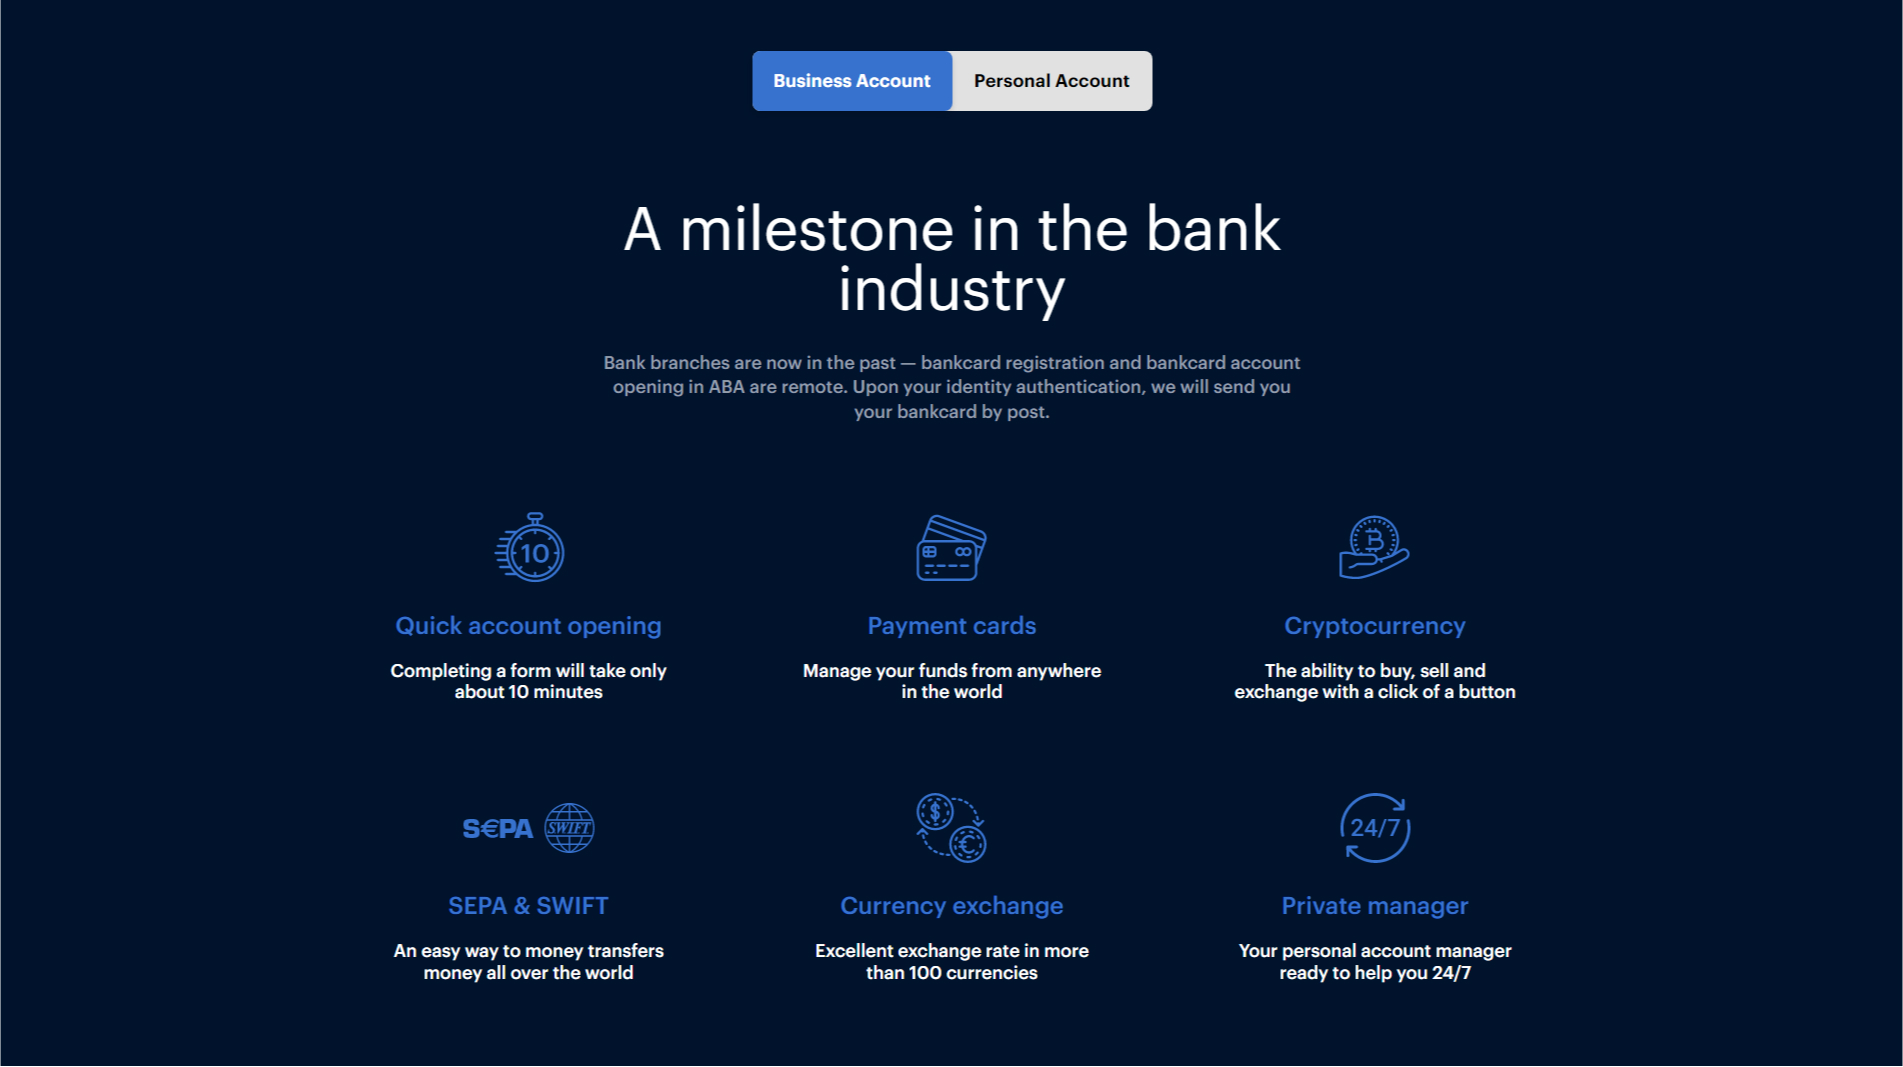 Business Account
Personal Account
A milestone in the bank
industry
Bank branches are now in the past — bankcard registration and bankcard account
opening in ABA are remote. Upon your identity authentication, we will send you
your bankcard by post.
10
Quick account opening
Completing a form will take only
about 10 minutes
Payment cards
Manage your funds from anywhere
in the world
Cryptocurrency
The ability to buy, sell and
exchange with a click of a button
S€PA SWIFT
SEPA & SWIFT
An easy way to money transfers
money all over the world
$
€
Currency exchange
Excellent exchange rate in more
than 100 currencies
24/7
Private manager
Your personal account manager
ready to help you 24/7